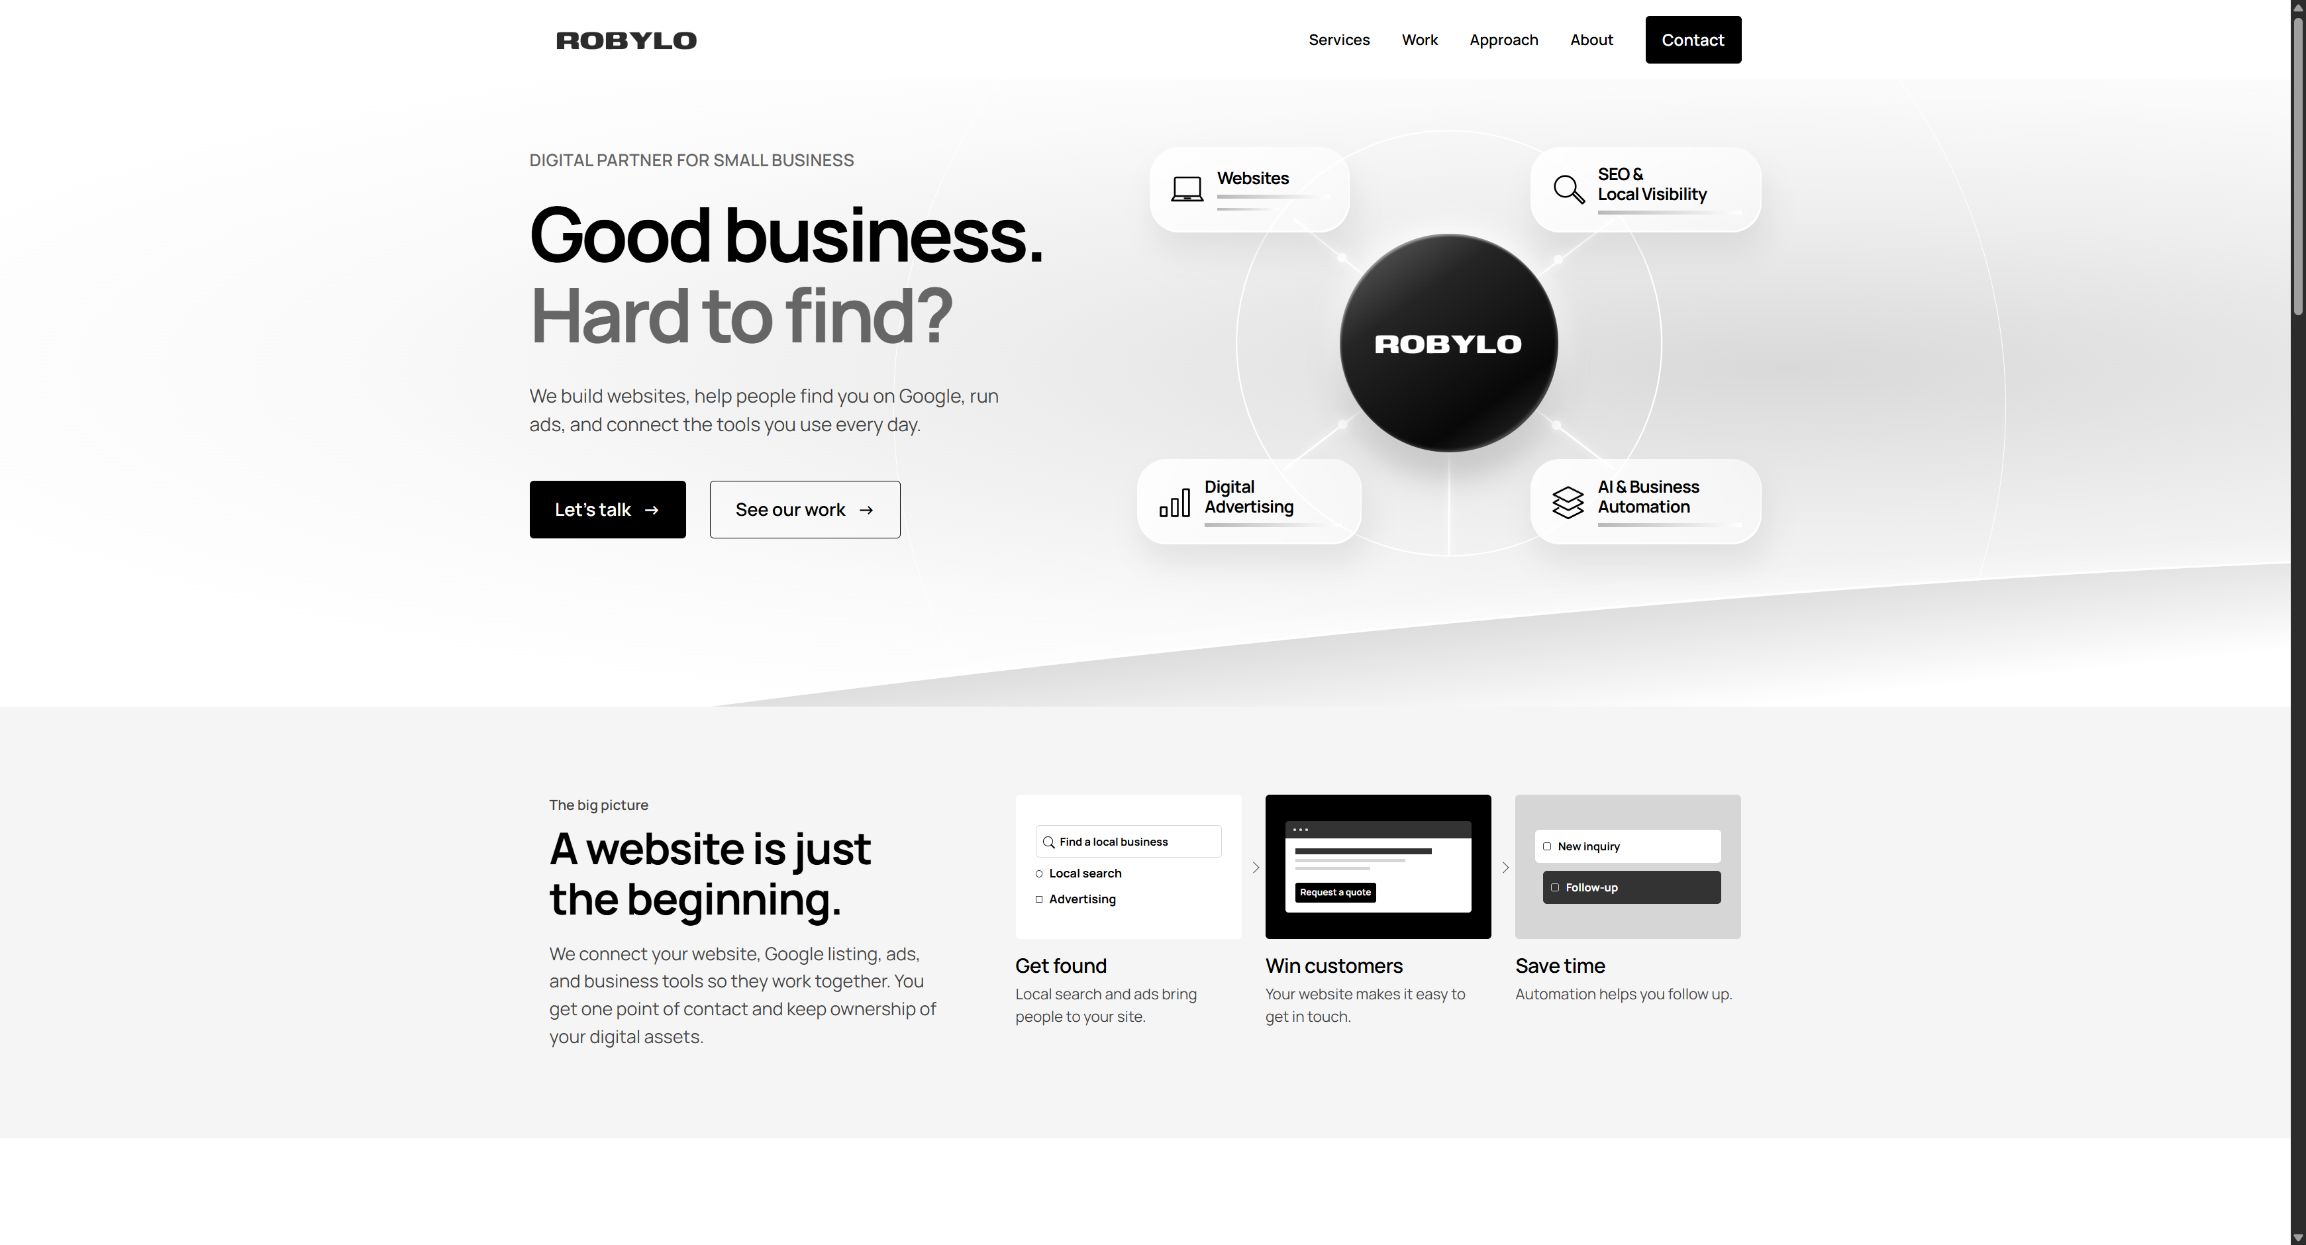 ROBYLO
Services
Work
Approach
About
Contact
DIGITAL PARTNER FOR SMALL BUSINESS
Good business.
Hard to find?
We build websites, help people find you on Google, run
ads, and connect the tools you use every day.
Let's talk →
See our work →
Websites
SEO &
Local Visibility
ROBYLO
Digital
Advertising
AI & Business
Automation
The big picture
A website is just
the beginning.
We connect your website, Google listing, ads,
and business tools so they work together. You
get one point of contact and keep ownership of
your digital assets.
Find a local business
Local search
Advertising
Get found
Local search and ads bring
people to your site.
Request a quote
Win customers
Your website makes it easy to
get in touch.
New inquiry
Follow-up
Save time
Automation helps you follow up.